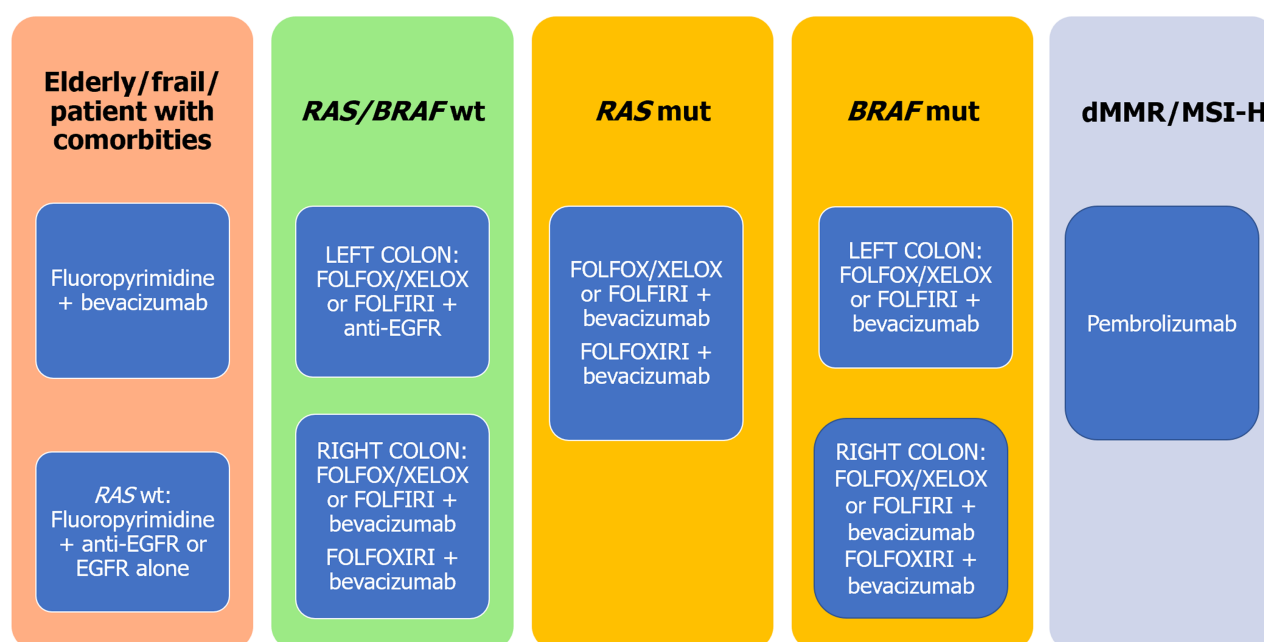 Elderly/frail/
patient with
comorbities
Fluoropyrimidine
+ bevacizumab
RAS wt:
Fluoropyrimidine
+ anti-EGFR or
EGFR alone
RAS/BRAF wt
LEFT COLON:
FOLFOX/XELOX
or FOLFIRI +
anti-EGFR
RIGHT COLON:
FOLFOX/XELOX
or FOLFIRI +
bevacizumab
FOLFOXIRI +
bevacizumab
RAS mut
FOLFOX/XELOX
or FOLFIRI +
bevacizumab
FOLFOXIRI +
bevacizumab
BRAF mut
LEFT COLON:
FOLFOX/XELOX
or FOLFIRI +
bevacizumab
RIGHT COLON:
FOLFOX/XELOX
or FOLFIRI +
bevacizumab
FOLFOXIRI +
bevacizumab
dMMR/MSI-H
Pembrolizumab